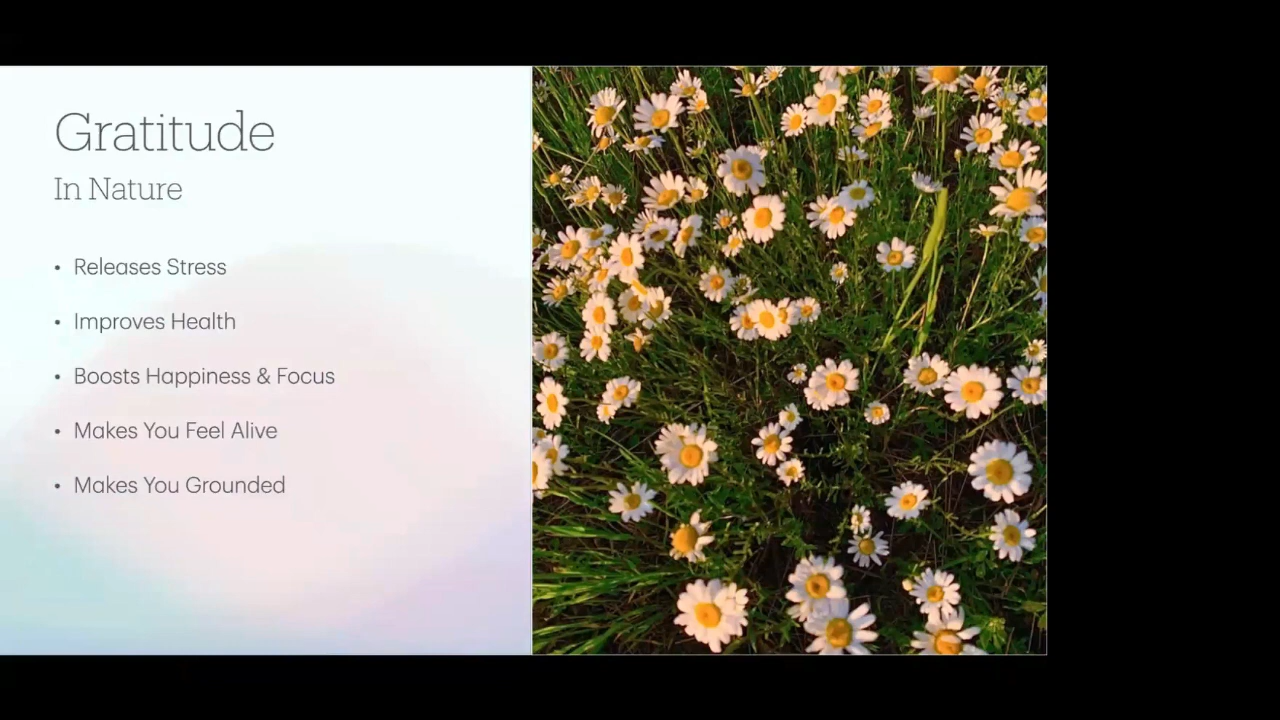 Gratitude
In Nature
• Releases Stress
• Improves Health
• Boosts Happiness & Focus
• Makes You Feel Alive
• Makes You Grounded